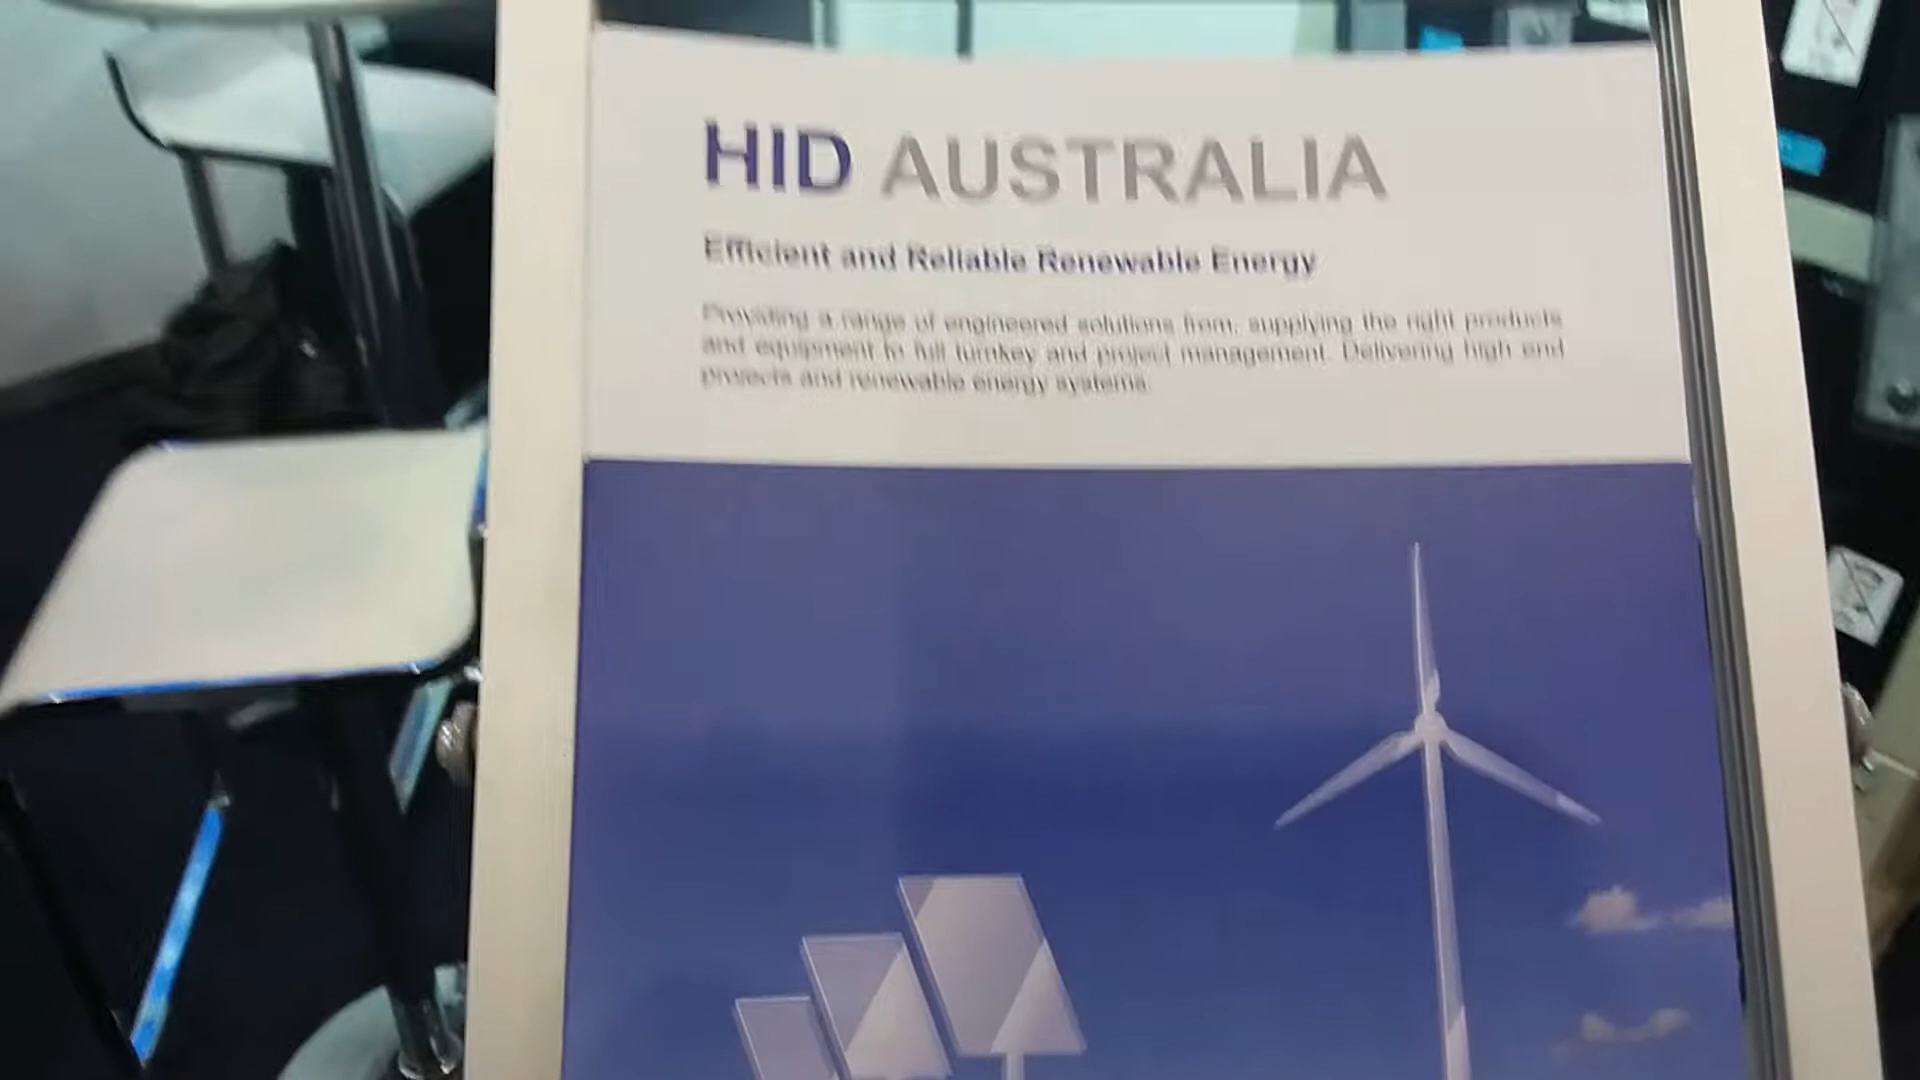 HID AUSTRALIA
Efficient and Reliable Renewable Energy
Providing a range of engineered solutions from, supplying the right products
and equipment to full turnkey and project management. Delivering high end
projects and renewable energy systems.